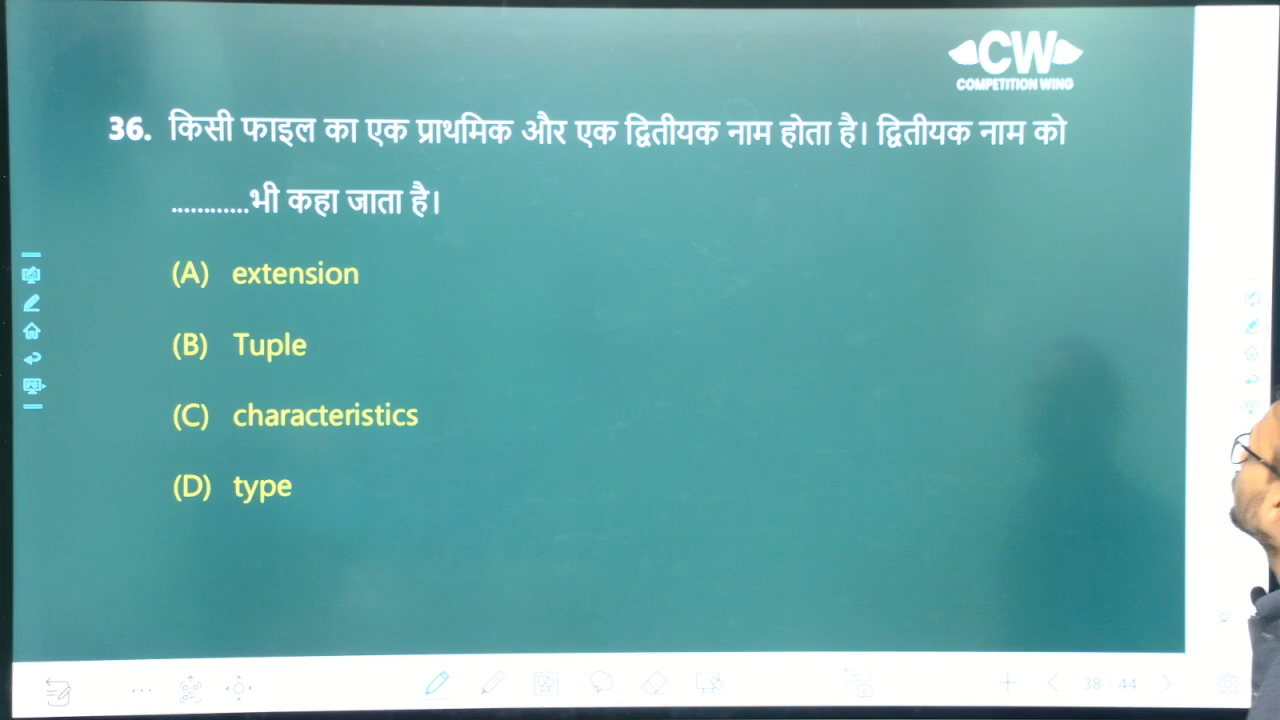 CW
COMPETITION WING
36. किसी फाइल का एक प्राथमिक और एक द्वितीयक नाम होता है। द्वितीयक नाम को
............भी कहा जाता है।
(A) extension
(B) Tuple
(C) characteristics
(D) type
38 / 44